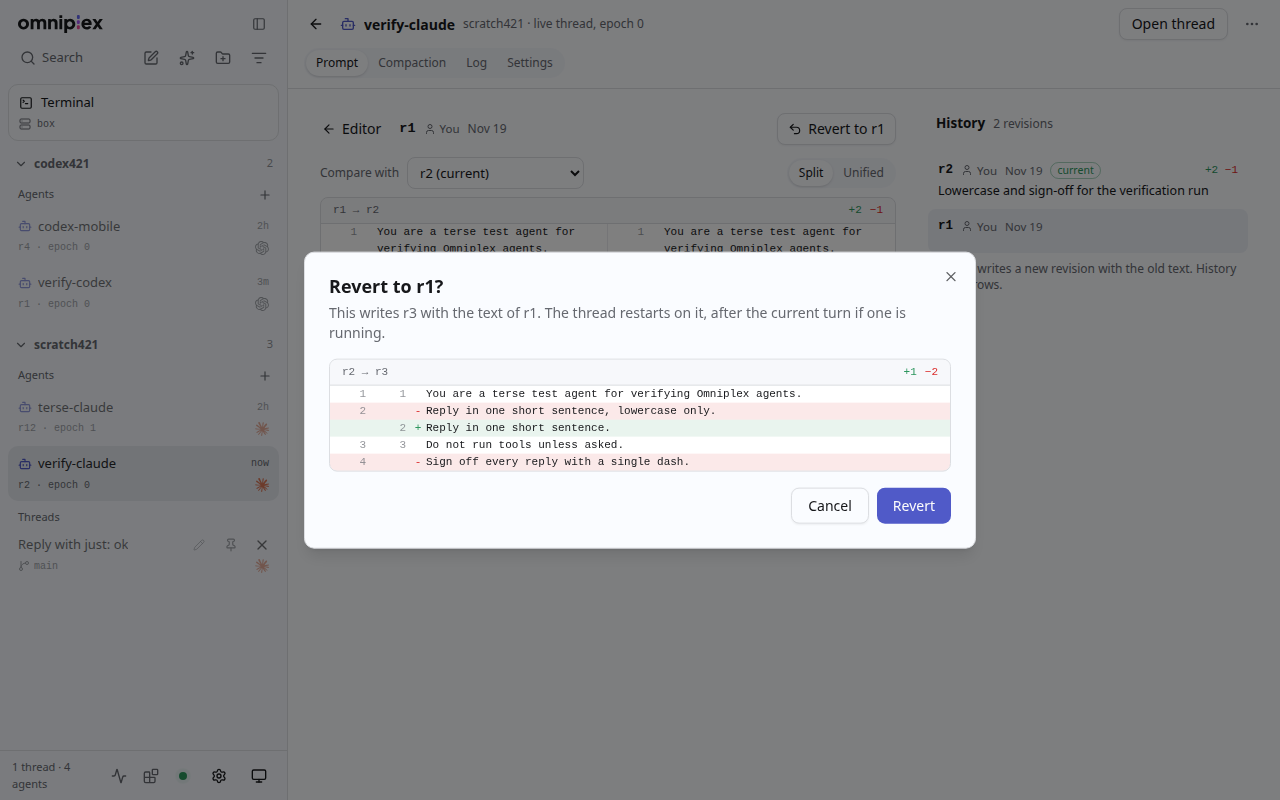 omniplex
Search
Terminal
box
codex421 2
Agents
codex-mobile 2h
r4 · epoch 0
verify-codex 3m
r1 · epoch 0
scratch421 3
Agents
terse-claude 2h
r12 · epoch 1
verify-claude now
r2 · epoch 0
Threads
Reply with just: ok
main
1 thread · 4
agents
verify-claude scratch421 · live thread, epoch 0
Open thread
Prompt Compaction Log Settings
Editor r1 You Nov 19
Revert to r1
Compare with r2 (current)
Split Unified
r1 → r2 +2 −1
1 You are a terse test agent for 1 You are a terse test agent for
verifying Omniplex agents. verifying Omniplex agents.
History 2 revisions
r2 You Nov 19 current +2 −1
Lowercase and sign-off for the verification run
r1 You Nov 19
writes a new revision with the old text. History
rows.
Revert to r1?
This writes r3 with the text of r1. The thread restarts on it, after the current turn if one is
running.
r2 → r3 +1 −2
1 1 You are a terse test agent for verifying Omniplex agents.
2 - Reply in one short sentence, lowercase only.
2 + Reply in one short sentence.
3 3 Do not run tools unless asked.
4 - Sign off every reply with a single dash.
Cancel
Revert